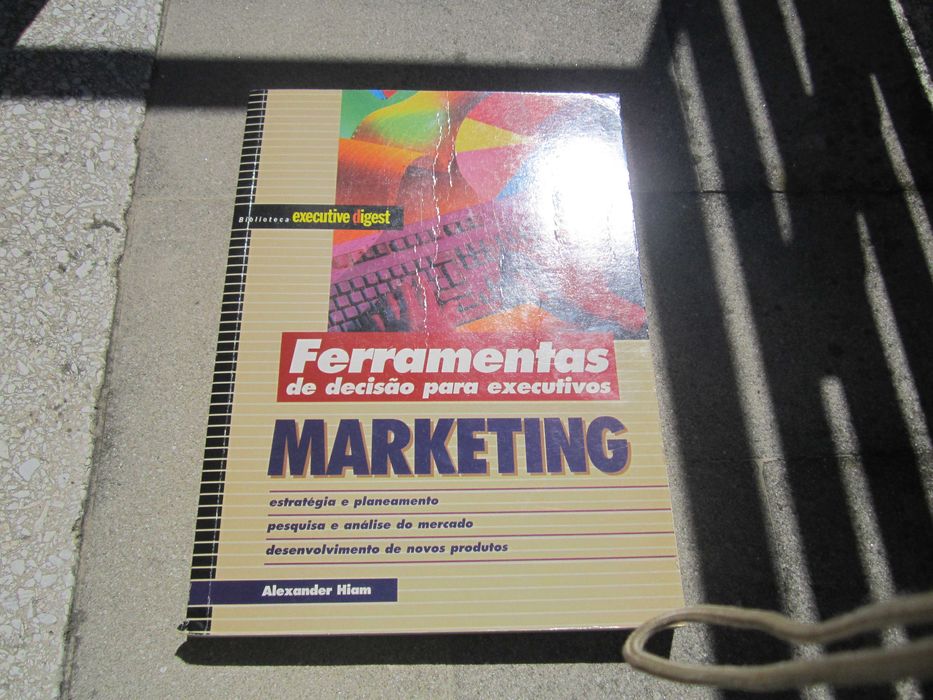 Biblioteca executive digest
Ferramentas
de decisão para executivos
MARKETING
estratégia e planeamento
pesquisa e análise do mercado
desenvolvimento de novos produtos
Alexander Hiam